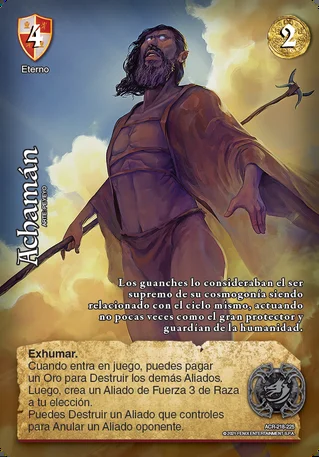 4
2
Eterno
Achamán
Los guanches lo consideraban el ser
supremo de su cosmogonía siendo
relacionado con el cielo mismo, actuando
no pocas veces como el gran protector y
guardian de la humanidad.
Exhumar.
Cuando entra en juego, puedes pagar
un Oro para Destruir los demás Aliados.
Luego, crea un Aliado de Fuerza 3 de Raza
a tu elección.
Puedes Destruir un Aliado que controles
para Anular un Aliado oponente.
ACR-218-225
© 2021 FENIX ENTERTAINMENT S.P.A.